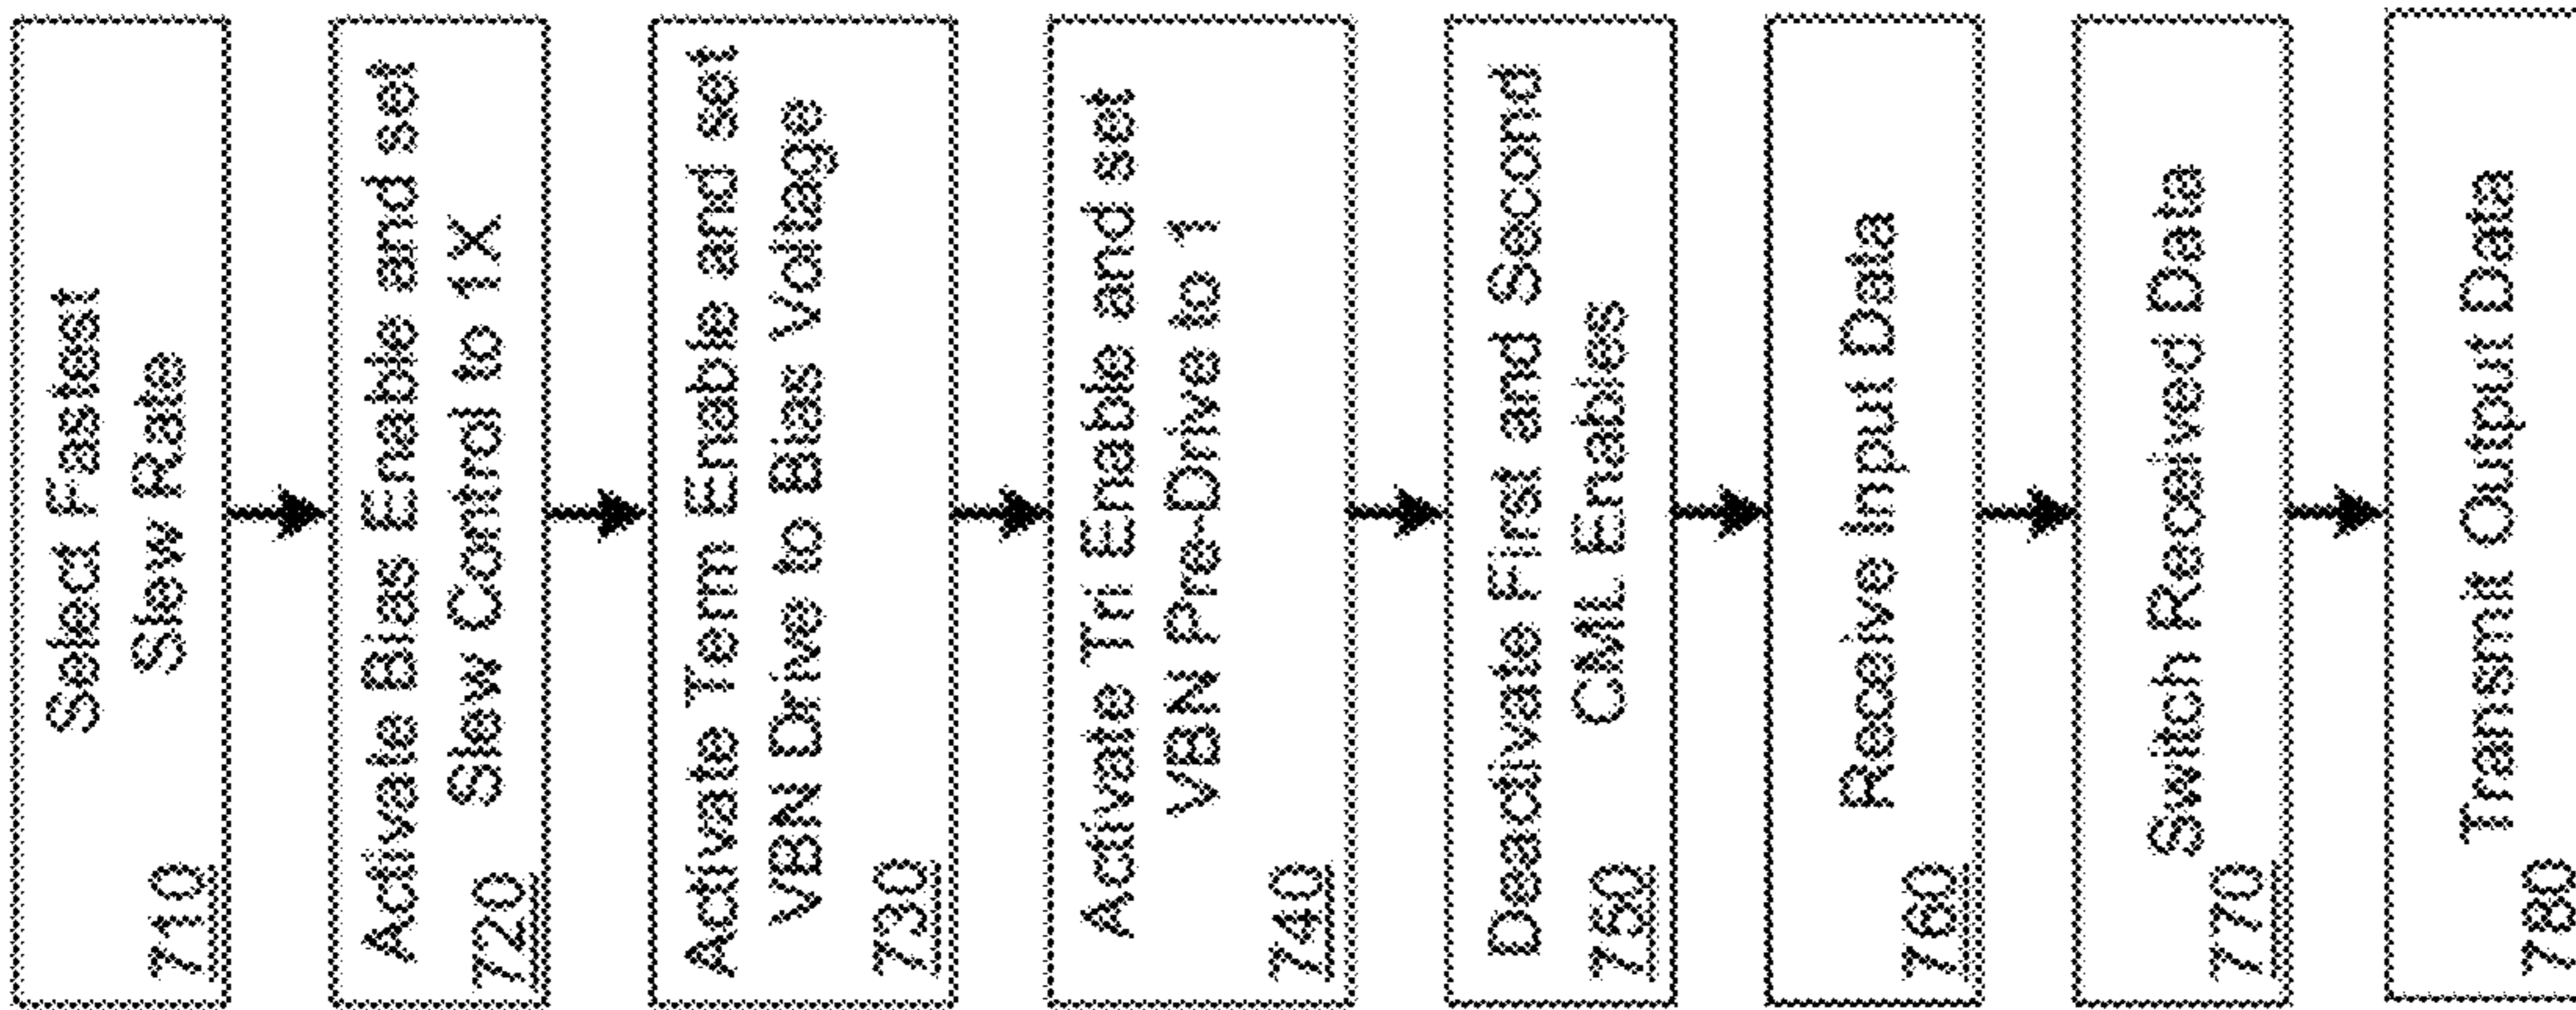 Select Fastest
Slew Rate
710
Activate Bias Enable and set
Slew Control to 1X
720
Activate Term Enable and set
VBN Drive to Bias Voltage
730
Activate Tri Enable and set
VBN Pre-Drive to 1
740
Deactivate First and Second
CML Enabless
750
Receive Input Data
760
Switch Received Data
770
Transmit Output Data
780